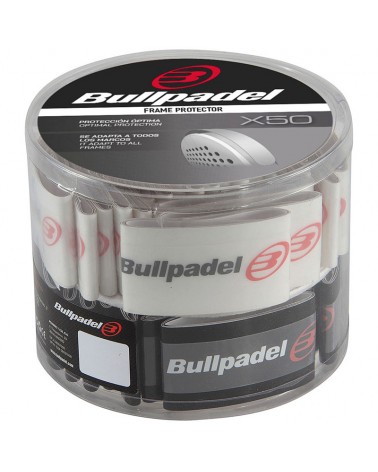 Bullpadel
FRAME PROTECTOR
PROTECCIÓN ÓPTIMA
OPTIMAL PROTECTION
X50
SE ADAPTA A TODOS
LOS MARCOS
IT ADAPT TO ALL
FRAMES
Bullpadel
Bullpadel
Bullpadel